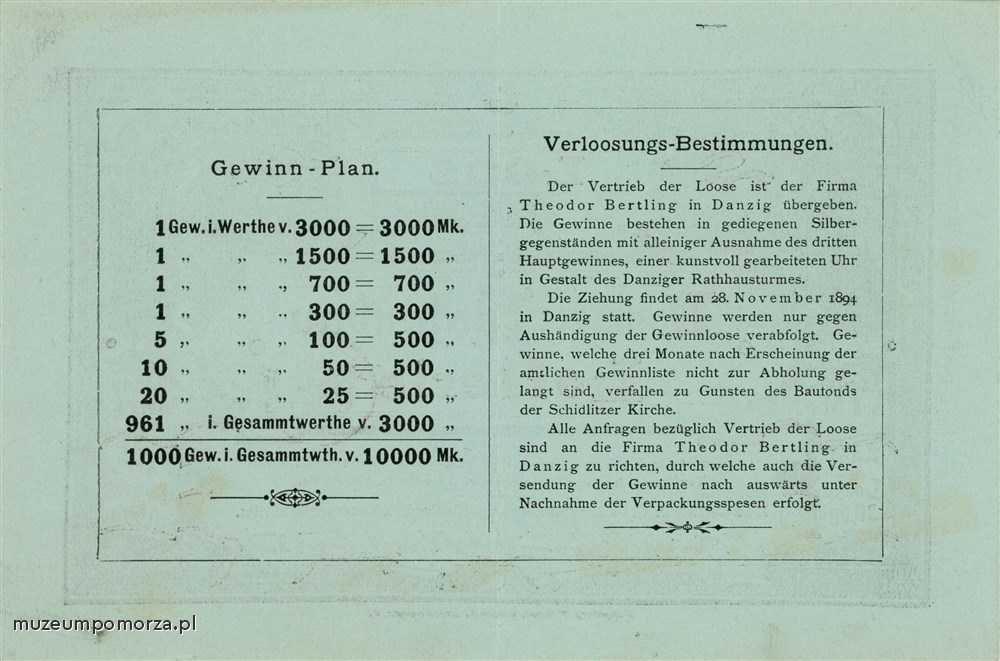 Gewinn-Plan.
1 Gew. i. Werthe v. 3000 = 3000 Mk.
1 „ „ „ 1500 = 1500 „
1 „ „ „ 700 = 700 „
1 „ „ „ 300 = 300 „
5 „ „ „ 100 = 500 „
10 „ „ „ 50 = 500 „
20 „ „ „ 25 = 500 „
961 „ i. Gesammtwerthe v. 3000 „
1000 Gew. i. Gesammtwth. v. 10000 Mk.
Verloosungs-Bestimmungen.
Der Vertrieb der Loose ist der Firma
Theodor Bertling in Danzig übergeben.
Die Gewinne bestehen in gediegenen Silber-
gegenständen mit alleiniger Ausnahme des dritten
Hauptgewinnes, einer kunstvoll gearbeiteten Uhr
in Gestalt des Danziger Rathhausturmes.
Die Ziehung findet am 28. November 1894
in Danzig statt. Gewinne werden nur gegen
Aushändigung der Gewinnloose verabfolgt. Ge-
winne, welche drei Monate nach Erscheinung der
amtlichen Gewinnliste nicht zur Abholung ge-
langt sind, verfallen zu Gunsten des Baufonds
der Schidlitzer Kirche.
Alle Anfragen bezüglich Vertrieb der Loose
sind an die Firma Theodor Bertling in
Danzig zu richten, durch welche auch die Ver-
sendung der Gewinne nach auswärts unter
Nachnahme der Verpackungsspesen erfolgt.
muzeumpomorza.pl